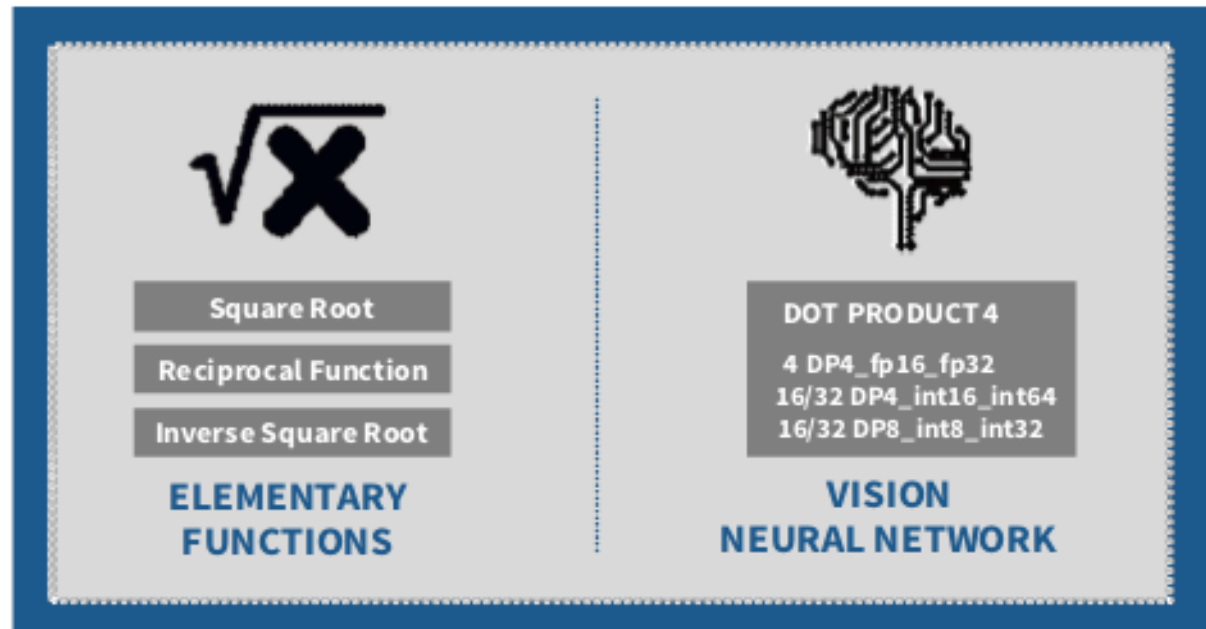 √x
Square Root
Reciprocal Function
Inverse Square Root
ELEMENTARY
FUNCTIONS
DOT PRODUCT 4
4 DP4_fp16_fp32
16/32 DP4_int16_int64
16/32 DP8_int8_int32
VISION
NEURAL NETWORK